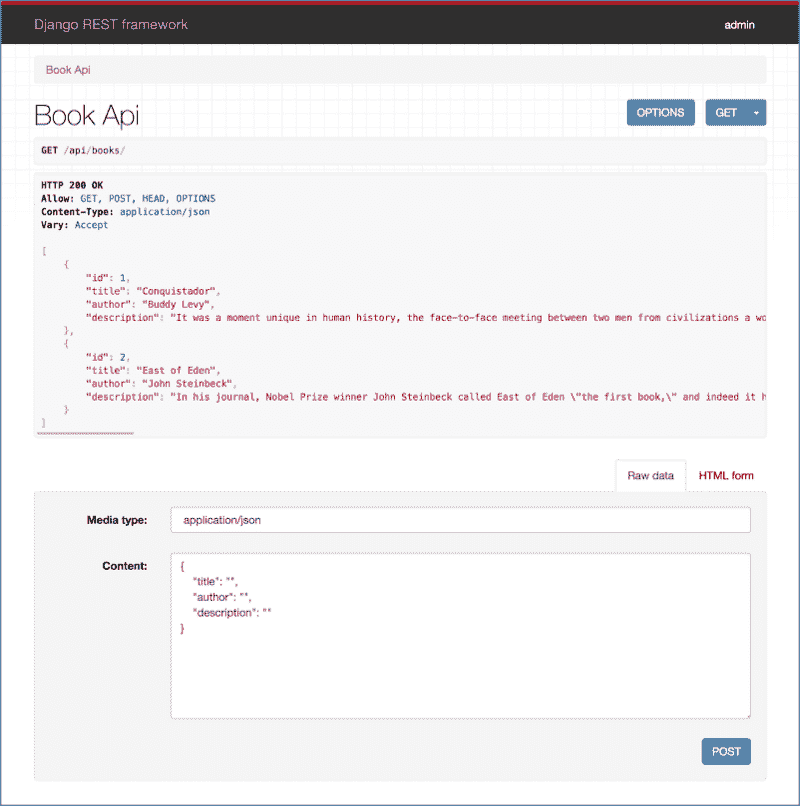 Django REST framework
admin
Book Api
Book Api
OPTIONS
GET
GET /api/books/
HTTP 200 OK
Allow: GET, POST, HEAD, OPTIONS
Content-Type: application/json
Vary: Accept
[
{
"id": 1,
"title": "Conquistador",
"author": "Buddy Levy",
"description": "It was a moment unique in human history, the face-to-face meeting between two men from civilizations a wo
},
{
"id": 2,
"title": "East of Eden",
"author": "John Steinbeck",
"description": "In his journal, Nobel Prize winner John Steinbeck called East of Eden \"the first book,\" and indeed it h
}
]
Raw data
HTML form
Media type:
application/json
Content:
{
"title": "",
"author": "",
"description": ""
}
POST